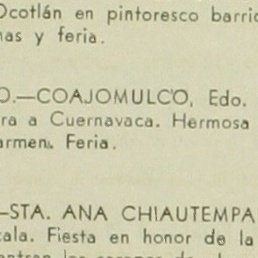 Ocotlán en pintoresco barrio
nas y feria.
O.—COAJOMULCO, Edo.
ra a Cuernavaca. Hermosa
armen. Feria.
—STA. ANA CHIAUTEMPA
cala. Fiesta en honor de la